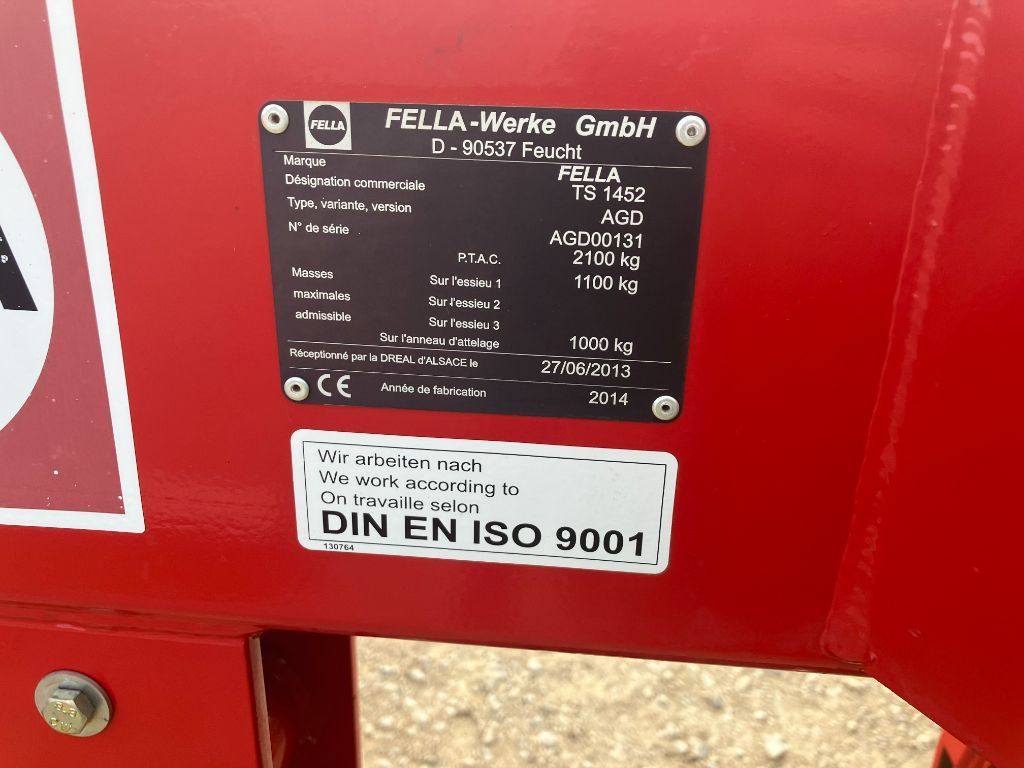 FELLA
FELLA-Werke GmbH
D - 90537 Feucht
Marque FELLA
Désignation commerciale TS 1452
Type, variante, version AGD
N° de série AGD00131
P.T.A.C. 2100 kg
Masses Sur l'essieu 1 1100 kg
maximales Sur l'essieu 2
admissible Sur l'essieu 3
Sur l'anneau d'attelage 1000 kg
Réceptionné par la DREAL d'ALSACE le 27/06/2013
CE Année de fabrication 2014
Wir arbeiten nach
We work according to
On travaille selon
DIN EN ISO 9001
130764
A